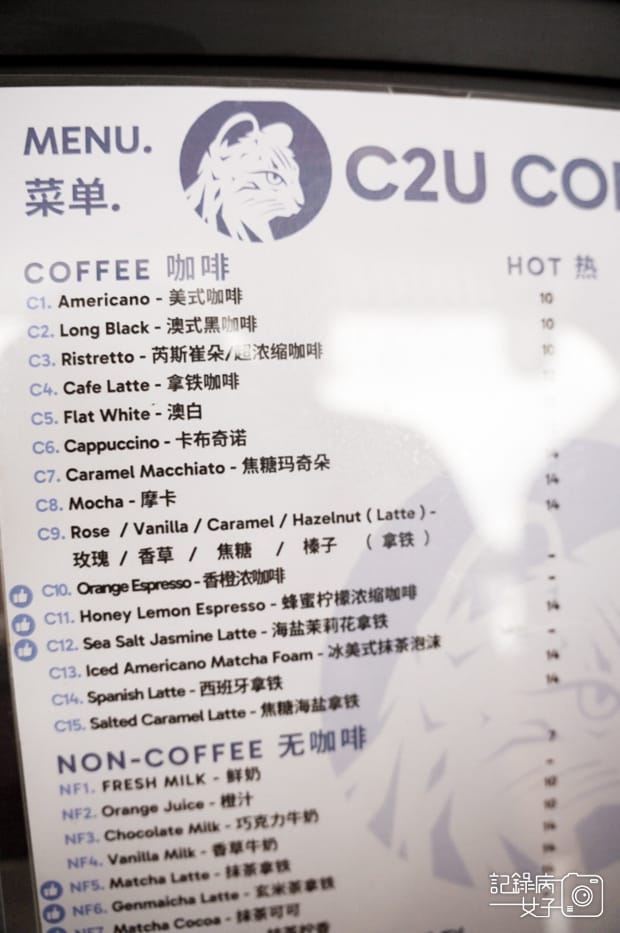 MENU.
菜单.
C2U
COFFEE 咖啡
HOT 热
C1. Americano - 美式咖啡 10
C2. Long Black - 澳式黑咖啡 10
C3. Ristretto - 芮斯崔朵/超浓缩咖啡 10
C4. Cafe Latte - 拿铁咖啡
C5. Flat White - 澳白
C6. Cappuccino - 卡布奇诺
C7. Caramel Macchiato - 焦糖玛奇朵
C8. Mocha - 摩卡 14
C9. Rose / Vanilla / Caramel / Hazelnut ( Latte ) - 14
玫瑰 / 香草 / 焦糖 / 榛子 ( 拿铁 )
C10. Orange Espresso - 香橙浓咖啡 -
C11. Honey Lemon Espresso - 蜂蜜柠檬浓缩咖啡 -
C12. Sea Salt Jasmine Latte - 海盐茉莉花拿铁 14
C13. Iced Americano Matcha Foam - 冰美式抹茶泡沫 -
C14. Spanish Latte - 西班牙拿铁 14
C15. Salted Caramel Latte - 焦糖海盐拿铁 14
NON-COFFEE 无咖啡
NF1. FRESH MILK - 鲜奶
NF2. Orange Juice - 橙汁 -
NF3. Chocolate Milk - 巧克力牛奶
NF4. Vanilla Milk - 香草牛奶
NF5. Matcha Latte - 抹茶拿铁
NF6. Genmaicha Latte - 玄米茶拿铁
NF7. Matcha Cocoa - 抹茶可可
記錄病
女子